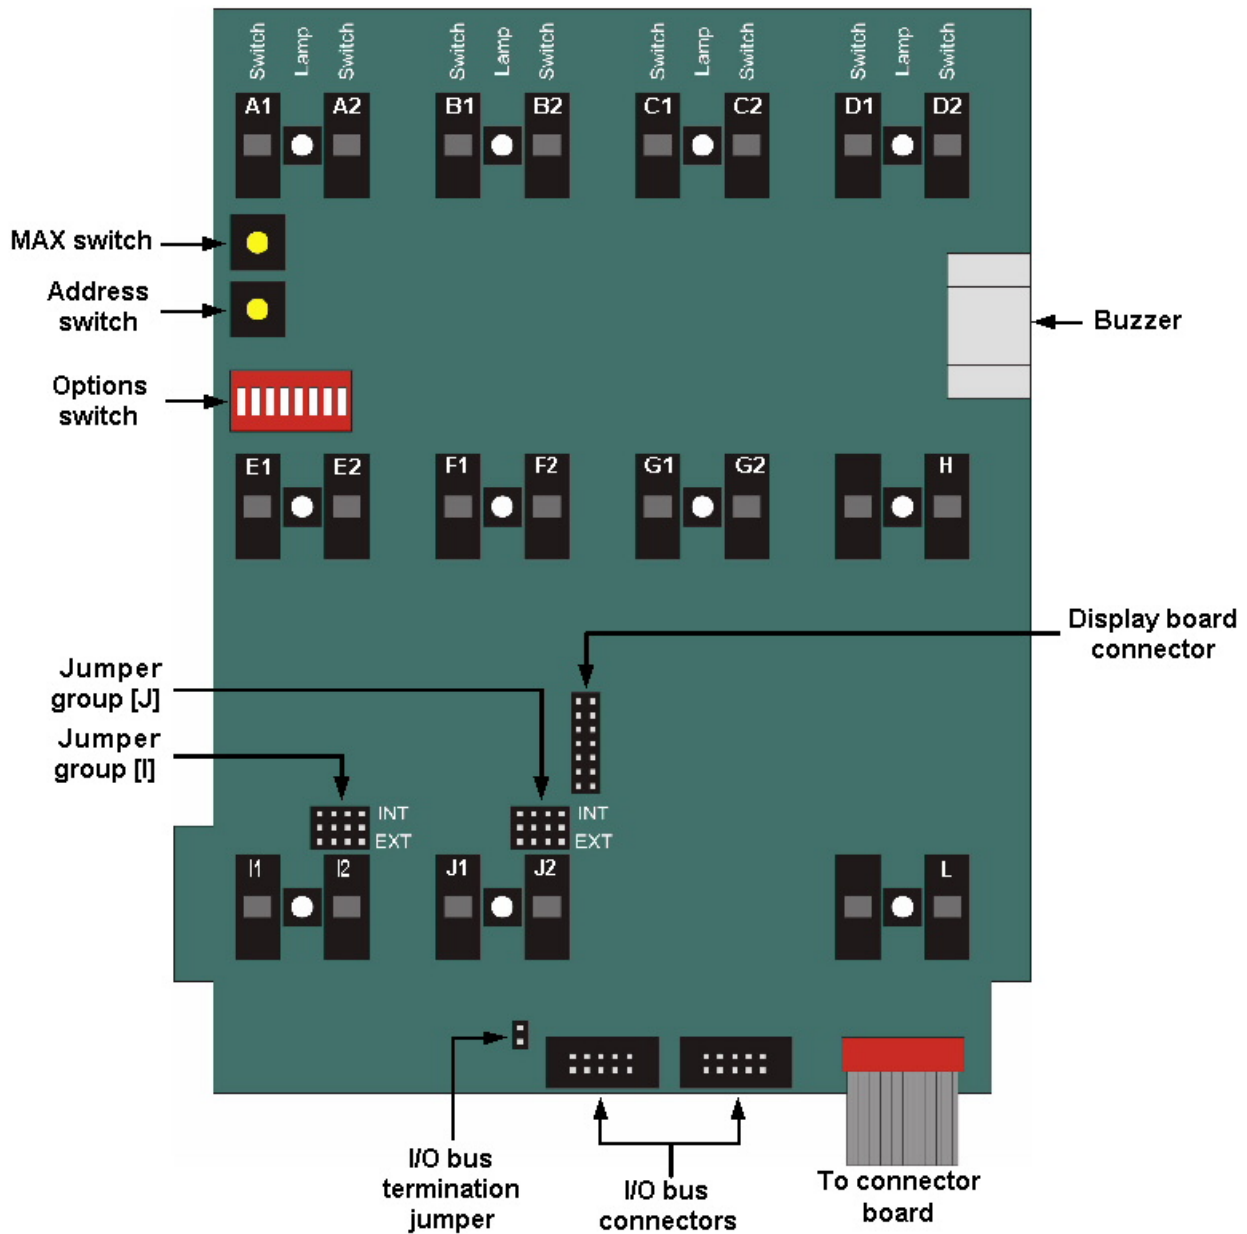 Switch Lamp Switch Switch Lamp Switch Switch Lamp Switch Switch Lamp Switch
A1 A2 B1 B2 C1 C2 D1 D2
MAX switch
Address
switch
Buzzer
Options
switch
E1 E2 F1 F2 G1 G2 H
Display board
connector
Jumper
group [J]
Jumper
group [I]
INT INT
EXT EXT
I1 I2 J1 J2 L
I/O bus
termination
jumper
I/O bus
connectors
To connector
board